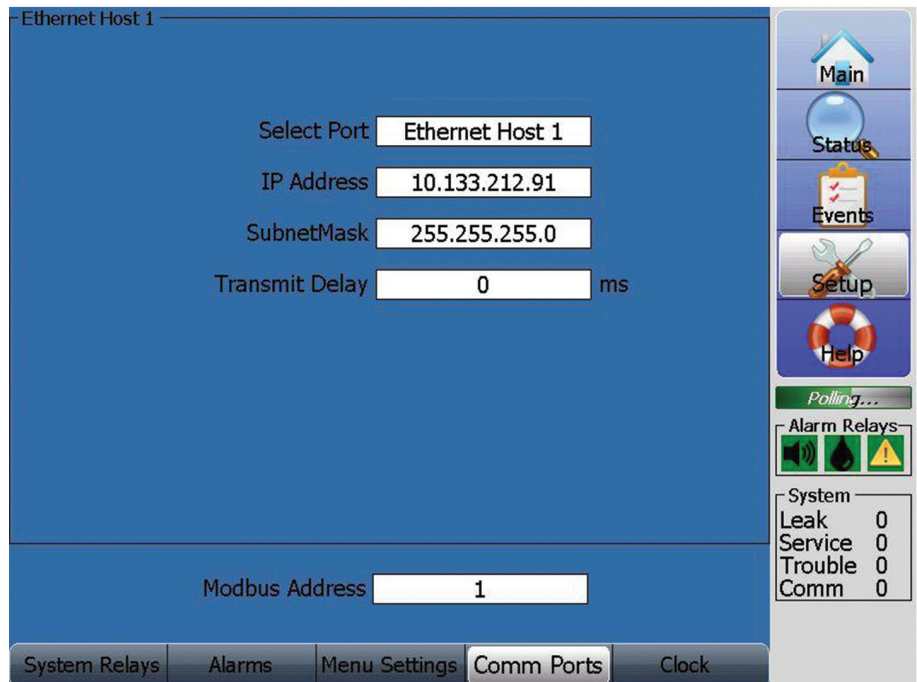 Ethernet Host 1
Select Port Ethernet Host 1
IP Address 10.133.212.91
SubnetMask 255.255.255.0
Transmit Delay 0 ms
Modbus Address 1
System Relays Alarms Menu Settings Comm Ports Clock
Main
Status
Events
Setup
Help
Polling...
Alarm Relays
System
Leak 0
Service 0
Trouble 0
Comm 0